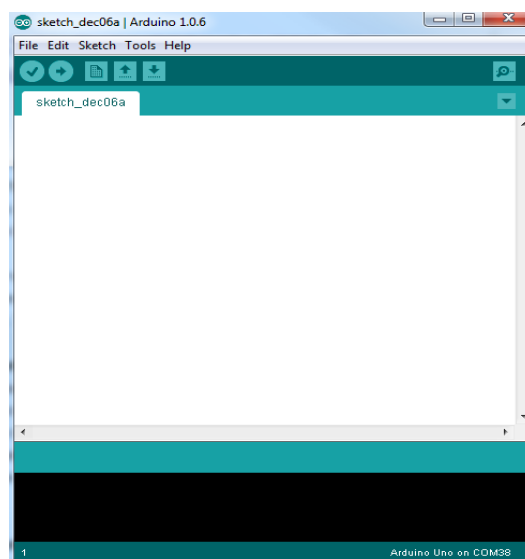 sketch_dec06a | Arduino 1.0.6
File Edit Sketch Tools Help
sketch_dec06a
1 Arduino Uno on COM38